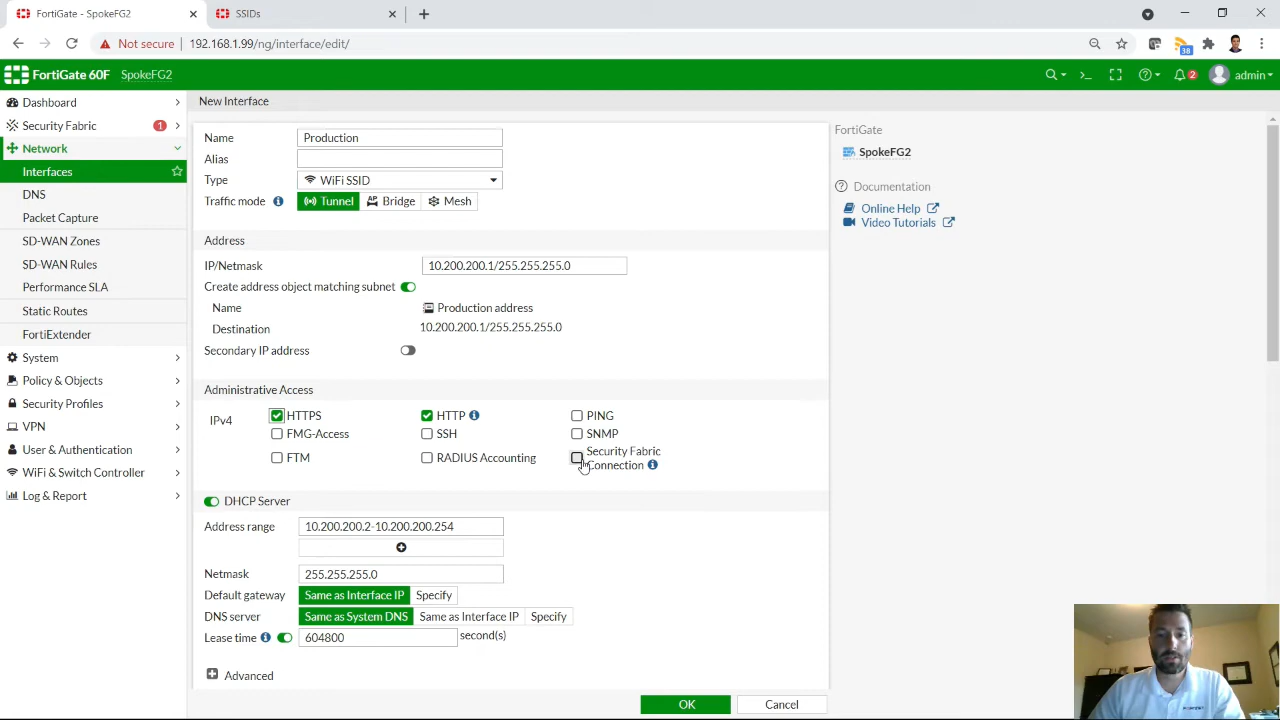 FortiGate - SpokeFG2
SSIDs
Not secure 192.168.1.99/ng/interface/edit/
38
FortiGate 60F SpokeFG2
2 admin
Dashboard
Security Fabric 1
Network
Interfaces
DNS
Packet Capture
SD-WAN Zones
SD-WAN Rules
Performance SLA
Static Routes
FortiExtender
System
Policy & Objects
Security Profiles
VPN
User & Authentication
WiFi & Switch Controller
Log & Report
New Interface
Name Production
Alias
Type WiFi SSID
Traffic mode Tunnel Bridge Mesh
Address
IP/Netmask 10.200.200.1/255.255.255.0
Create address object matching subnet
Name Production address
Destination 10.200.200.1/255.255.255.0
Secondary IP address
Administrative Access
IPv4
HTTPS HTTP PING
FMG-Access SSH SNMP
FTM RADIUS Accounting Security Fabric
Connection
DHCP Server
Address range 10.200.200.2-10.200.200.254
Netmask 255.255.255.0
Default gateway Same as Interface IP Specify
DNS server Same as System DNS Same as Interface IP Specify
Lease time 604800 second(s)
Advanced
OK Cancel
FortiGate
SpokeFG2
Documentation
Online Help
Video Tutorials